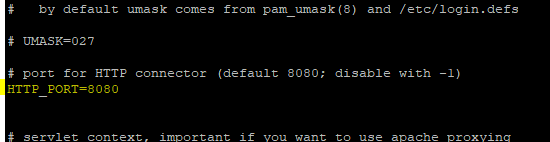 #   by default umask comes from pam_umask(8) and /etc/login.defs
# UMASK=027
# port for HTTP connector (default 8080; disable with -1)
HTTP_PORT=8080
# servlet context, important if you want to use apache proxying